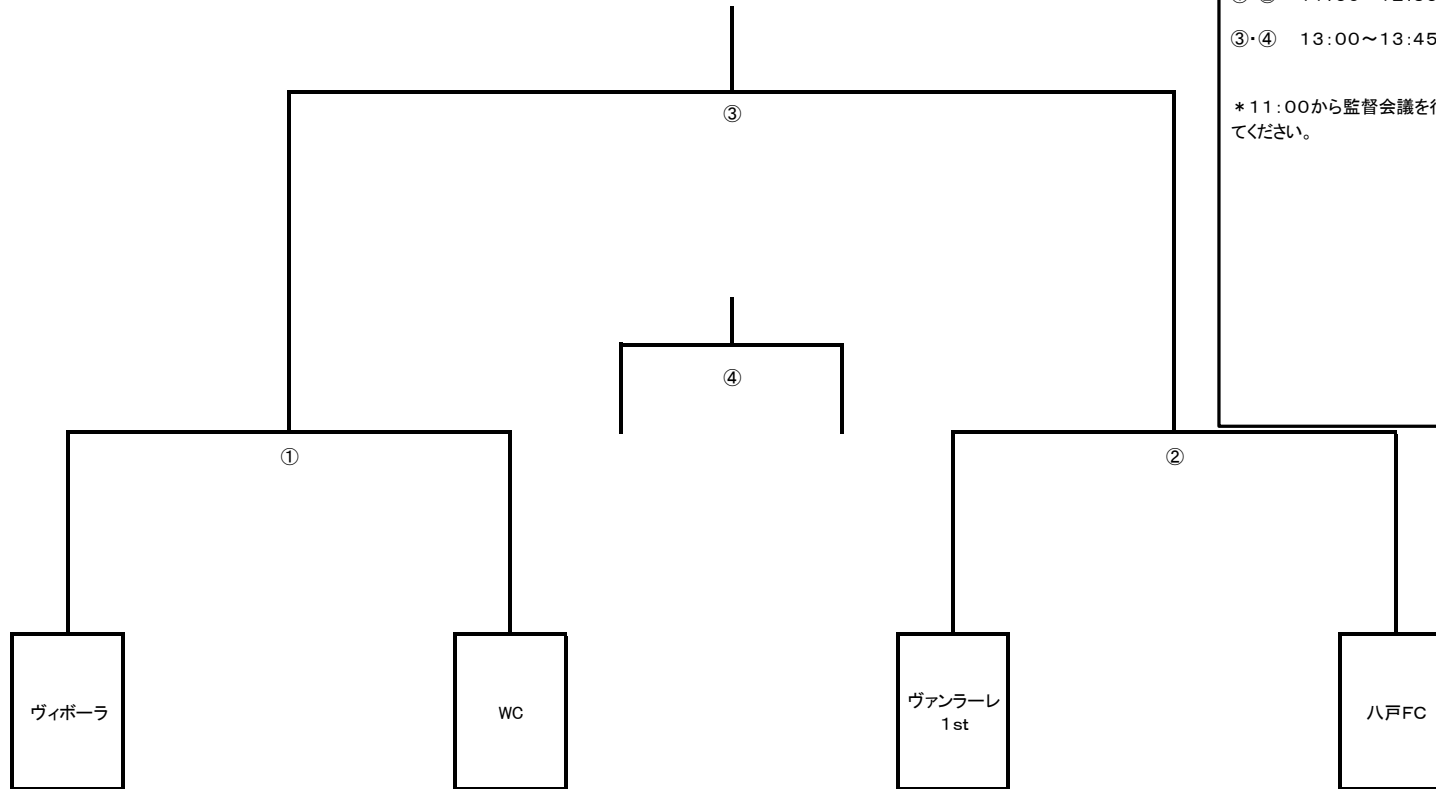 ③・④　13：00～13：45
＊11：00から監督会議を行
てください。
③
④
①
②
ヴィボーラ
WC
ヴァンラーレ
1st
八戸FC